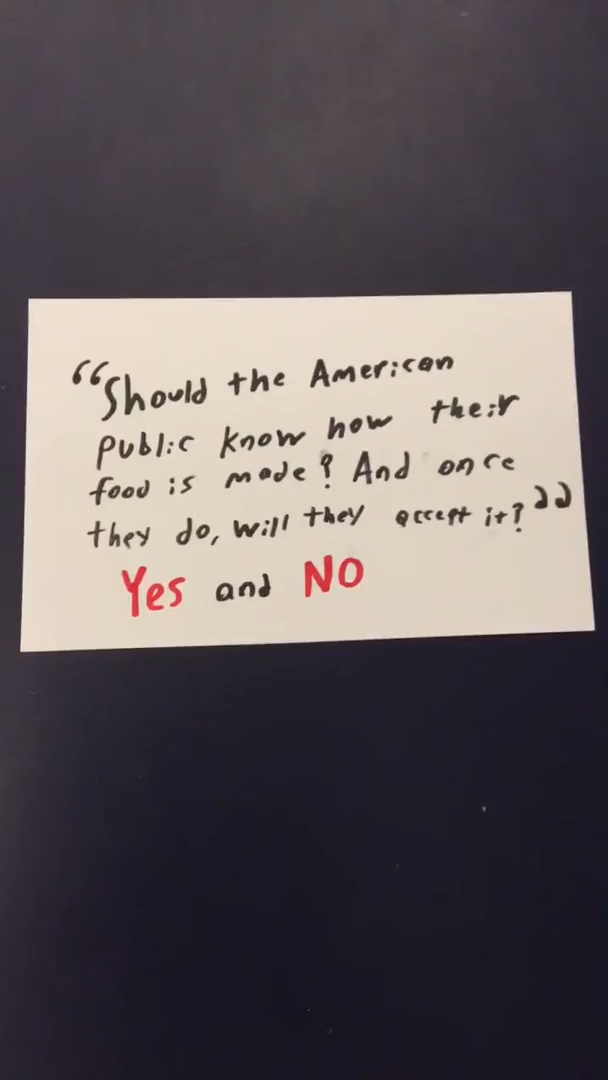 “Should the American
public know how their
food is made? And once
they do, will they accept it?”
Yes and NO